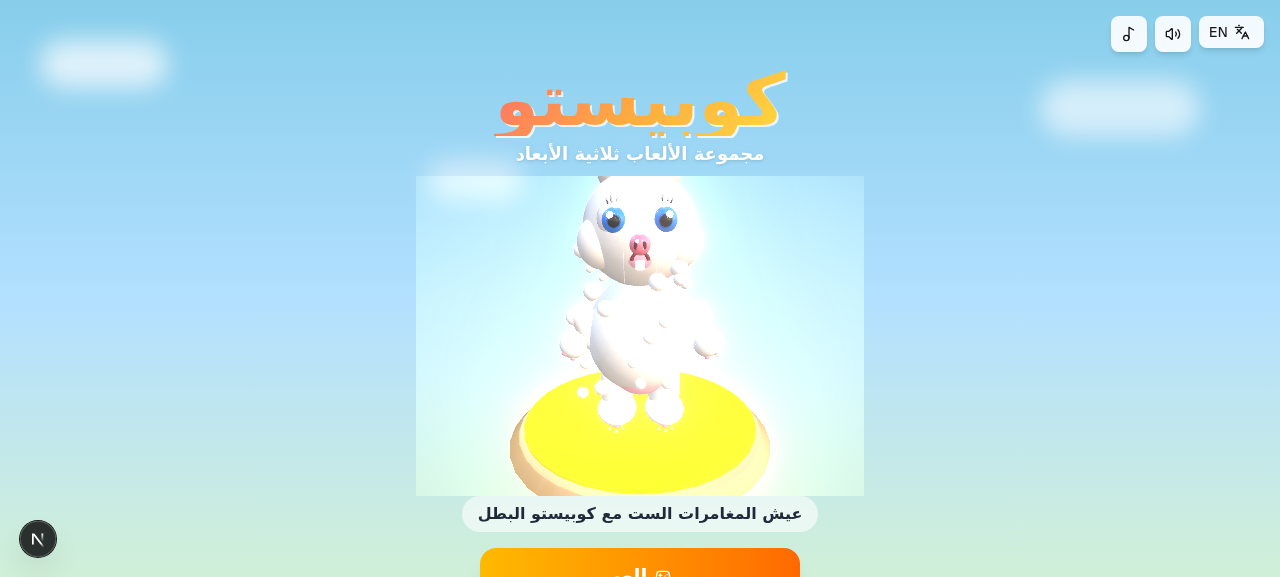 EN
كوبيستو
مجموعة الألعاب ثلاثية الأبعاد
عيش المغامرات الست مع كوبيستو البطل
N